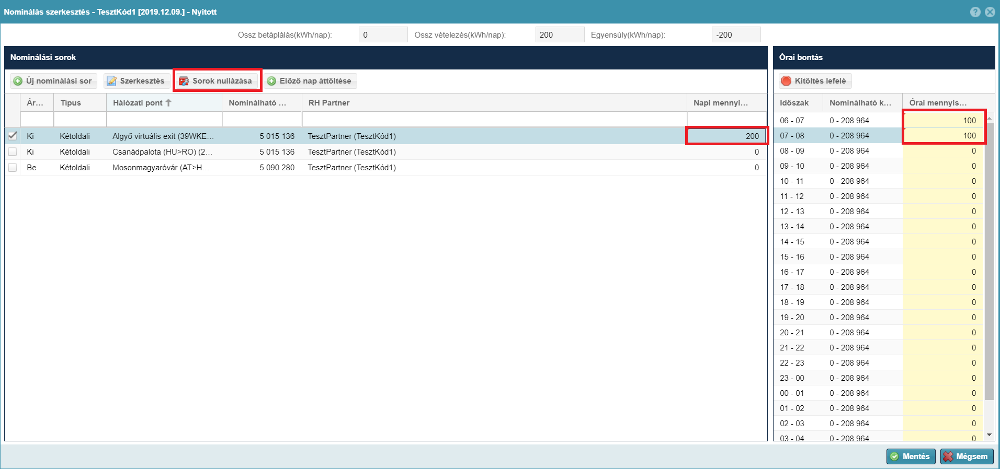 Nominálás szerkesztés - TesztKód1 [2019.12.09.] - Nyitott
Össz betáplálás(kWh/nap): 0 Össz vételezés(kWh/nap): 200 Egyensúly(kWh/nap): -200
Nominálási sorok
Új nominálási sor Szerkesztés Sorok nullázása Előző nap áttöltése
Ár... Típus Hálózati pont Nominálható ... RH Partner Napi mennyi...
Ki Kétoldali Algyő virtuális exit (39WKE... 5 015 136 TesztPartner (TesztKód1) 200
Ki Kétoldali Csanádpalota (HU>RO) (2... 5 015 136 TesztPartner (TesztKód1) 0
Be Kétoldali Mosonmagyaróvár (AT>H... 5 090 280 TesztPartner (TesztKód1) 0
Órai bontás
Kitöltés lefelé
Időszak Nominálható k... Órai mennyis...
06 - 07 0 - 208 964 100
07 - 08 0 - 208 964 100
08 - 09 0 - 208 964 0
09 - 10 0 - 208 964 0
10 - 11 0 - 208 964 0
11 - 12 0 - 208 964 0
12 - 13 0 - 208 964 0
13 - 14 0 - 208 964 0
14 - 15 0 - 208 964 0
15 - 16 0 - 208 964 0
16 - 17 0 - 208 964 0
17 - 18 0 - 208 964 0
18 - 19 0 - 208 964 0
19 - 20 0 - 208 964 0
20 - 21 0 - 208 964 0
21 - 22 0 - 208 964 0
22 - 23 0 - 208 964 0
23 - 00 0 - 208 964 0
00 - 01 0 - 208 964 0
01 - 02 0 - 208 964 0
02 - 03 0 - 208 964 0
03 - 04 0 - 208 964 0
Mentés Mégsem